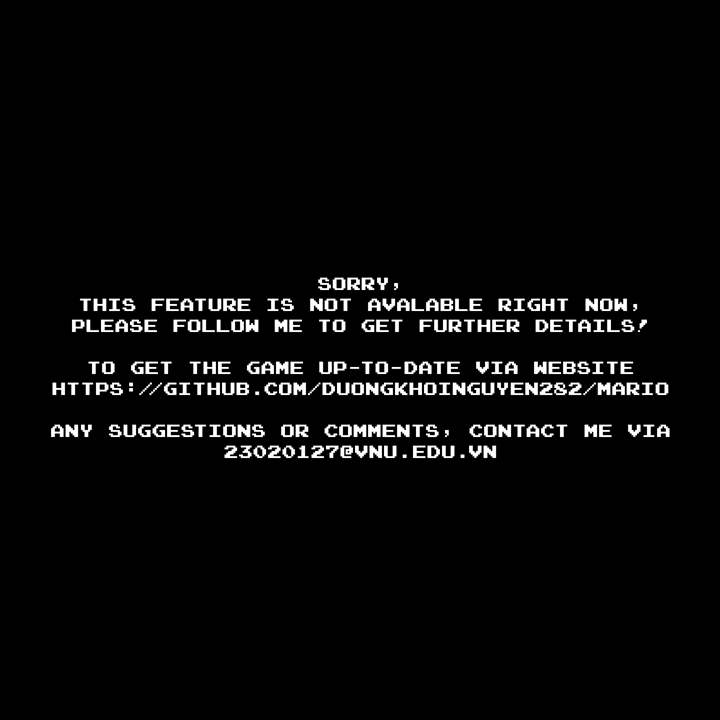 SORRY,
THIS FEATURE IS NOT AVALABLE RIGHT NOW,
PLEASE FOLLOW ME TO GET FURTHER DETAILS!
TO GET THE GAME UP-TO-DATE VIA WEBSITE
HTTPS://GITHUB.COM/DUONGKHOINGUYEN282/MARIO
ANY SUGGESTIONS OR COMMENTS, CONTACT ME VIA
23020127@VNU.EDU.VN